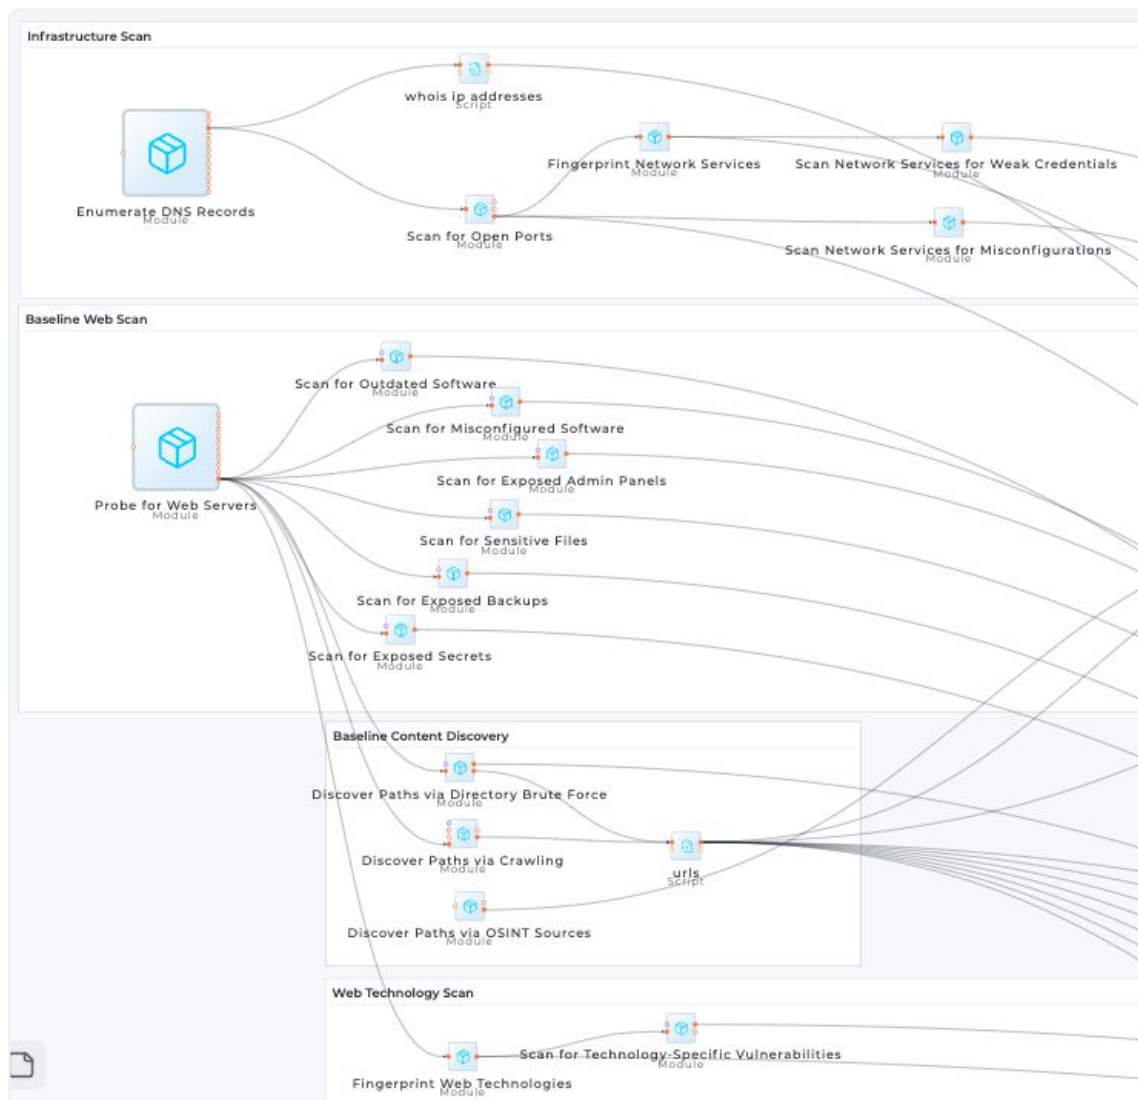 Infrastructure Scan
whois ip addresses
Script
Fingerprint Network Services
Module
Scan Network Services for Weak Credentials
Module
Enumerate DNS Records
Module
Scan for Open Ports
Module
Scan Network Services for Misconfigurations
Module
Baseline Web Scan
Scan for Outdated Software
Module
Scan for Misconfigured Software
Module
Scan for Exposed Admin Panels
Module
Probe for Web Servers
Module
Scan for Sensitive Files
Module
Scan for Exposed Backups
Module
Scan for Exposed Secrets
Module
Baseline Content Discovery
Discover Paths via Directory Brute Force
Module
Discover Paths via Crawling
Module
urls
Script
Discover Paths via OSINT Sources
Module
Web Technology Scan
Scan for Technology-Specific Vulnerabilities
Module
Fingerprint Web Technologies
Module